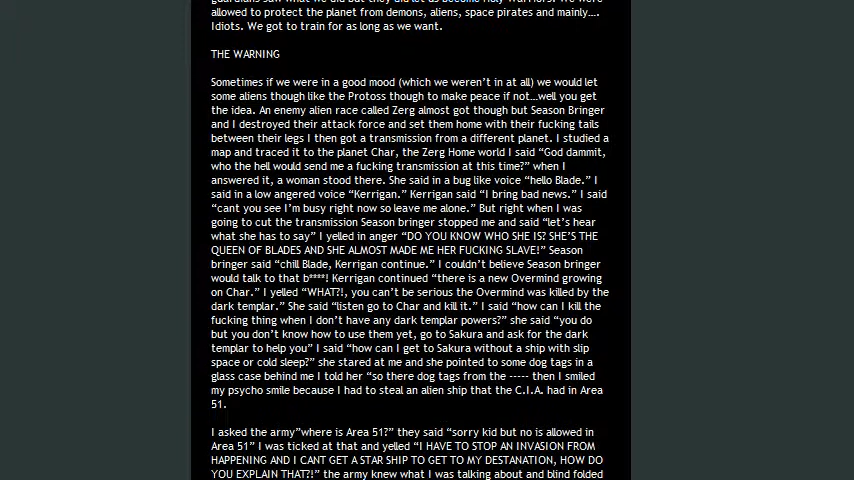 guardians saw what we did but they did let us become Holy Warriors. We were
allowed to protect the planet from demons, aliens, space pirates and mainly….
Idiots. We got to train for as long as we want.
THE WARNING
Sometimes if we were in a good mood (which we weren't in at all) we would let
some aliens though like the Protoss though to make peace if not…well you get
the idea. An enemy alien race called Zerg almost got though but Season Bringer
and I destroyed their attack force and set them home with their fucking tails
between their legs I then got a transmission from a different planet. I studied a
map and traced it to the planet Char, the Zerg Home world I said "God dammit,
who the hell would send me a fucking transmission at this time?" when I
answered it, a woman stood there. She said in a bug like voice "hello Blade." I
said in a low angered voice "Kerrigan." Kerrigan said "I bring bad news." I said
"cant you see I'm busy right now so leave me alone." But right when I was
going to cut the transmission Season bringer stopped me and said "let's hear
what she has to say" I yelled in anger "DO YOU KNOW WHO SHE IS? SHE'S THE
QUEEN OF BLADES AND SHE ALMOST MADE ME HER FUCKING SLAVE!" Season
bringer said "chill Blade, Kerrigan continue." I couldn't believe Season bringer
would talk to that b****! Kerrigan continued "there is a new Overmind growing
on Char." I yelled "WHAT?!, you can't be serious the Overmind was killed by the
dark templar." She said "listen go to Char and kill it." I said "how can I kill the
fucking thing when I don't have any dark templar powers?" she said "you do
but you don't know how to use them yet, go to Sakura and ask for the dark
templar to help you" I said "how can I get to Sakura without a ship with slip
space or cold sleep?" she stared at me and she pointed to some dog tags in a
glass case behind me I told her "so there dog tags from the ----- then I smiled
my psycho smile because I had to steal an alien ship that the C.I.A. had in Area
51.
I asked the army"where is Area 51?" they said "sorry kid but no is allowed in
Area 51" I was ticked at that and yelled "I HAVE TO STOP AN INVASION FROM
HAPPENING AND I CANT GET A STAR SHIP TO GET TO MY DESTANATION, HOW DO
YOU EXPLAIN THAT?!" the army knew what I was talking about and blind folded